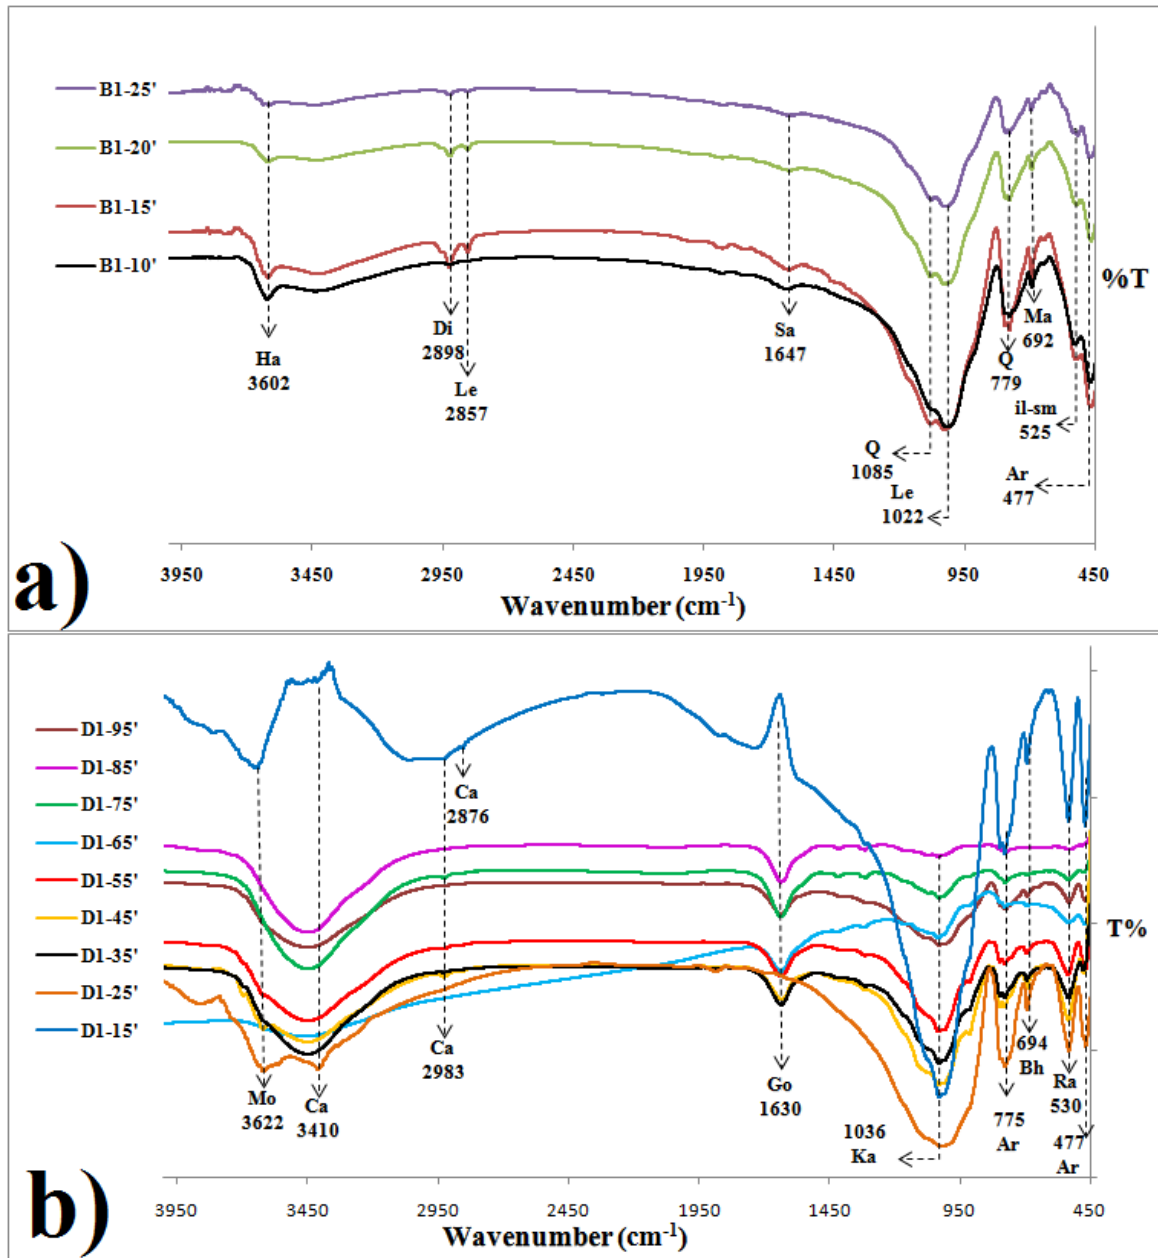 B1-25'
B1-20'
B1-15'
B1-10'
%T
Ha
3602
Di
2898
Le
2857
Sa
1647
Q
1085
Le
1022
Q
779
Ma
692
il-sm
525
Ar
477
3950 3450 2950 2450 1950 1450 950 450
Wavenumber (cm-1)
a)
D1-95'
D1-85'
D1-75'
D1-65'
D1-55'
D1-45'
D1-35'
D1-25'
D1-15'
T%
Ca
2876
Ca
2983
Mo
3622
Ca
3410
Go
1630
1036
Ka
775
Ar
694
Bh
Ra
530
477
Ar
3950 3450 2950 2450 1950 1450 950 450
Wavenumber (cm-1)
b)